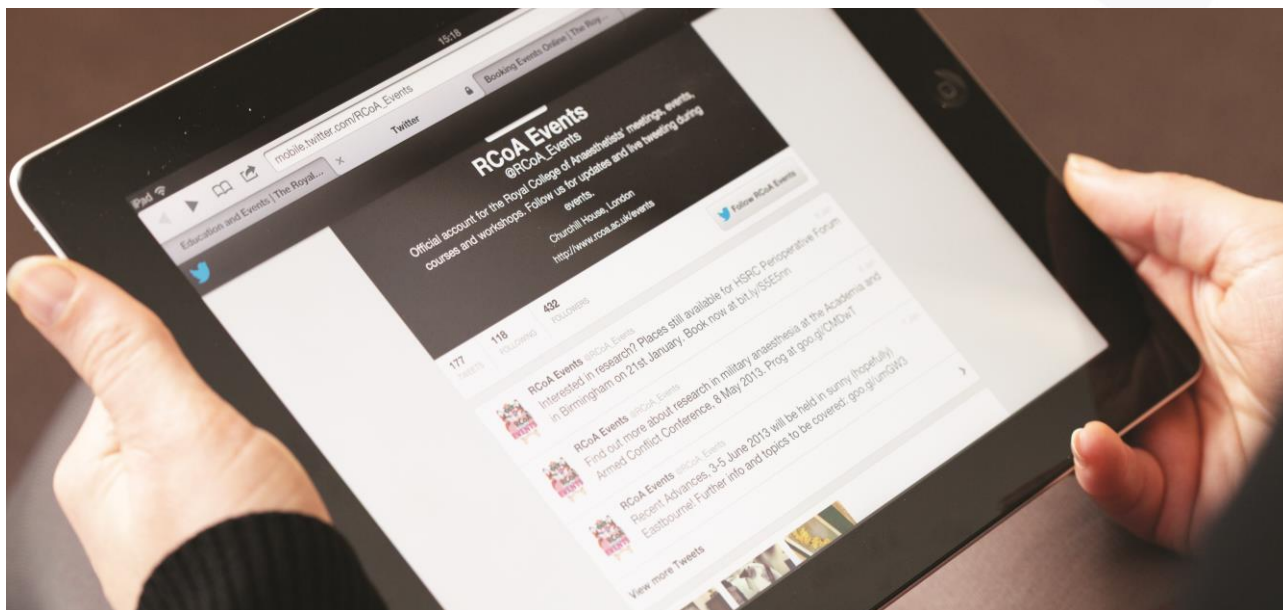 iPad
15:18
mobile.twitter.com/RCoA_Events
Education and Events | The Royal...
Twitter
Booking Events Online | The Roy...
RCoA Events
@RCoA_Events
Official account for the Royal College of Anaesthetists' meetings, events,
courses and workshops. Follow us for updates and live tweeting during
events.
Churchill House, London
http://www.rcoa.ac.uk/events
Follow RCoA Events
177
TWEETS
118
FOLLOWING
432
FOLLOWERS
RCoA Events @RCoA_Events
Interested in research? Places still available for HSRC Perioperative Forum
in Birmingham on 21st January. Book now at bit.ly/S5E5nn
RCoA Events @RCoA_Events
Find out more about research in military anaesthesia at the Academia and
Armed Conflict Conference, 8 May 2013. Prog at goo.gl/CMDwT
RCoA Events @RCoA_Events
Recent Advances, 3-5 June 2013 will be held in sunny (hopefully)
Eastbourne! Further info and topics to be covered: goo.gl/umGW3
View more Tweets